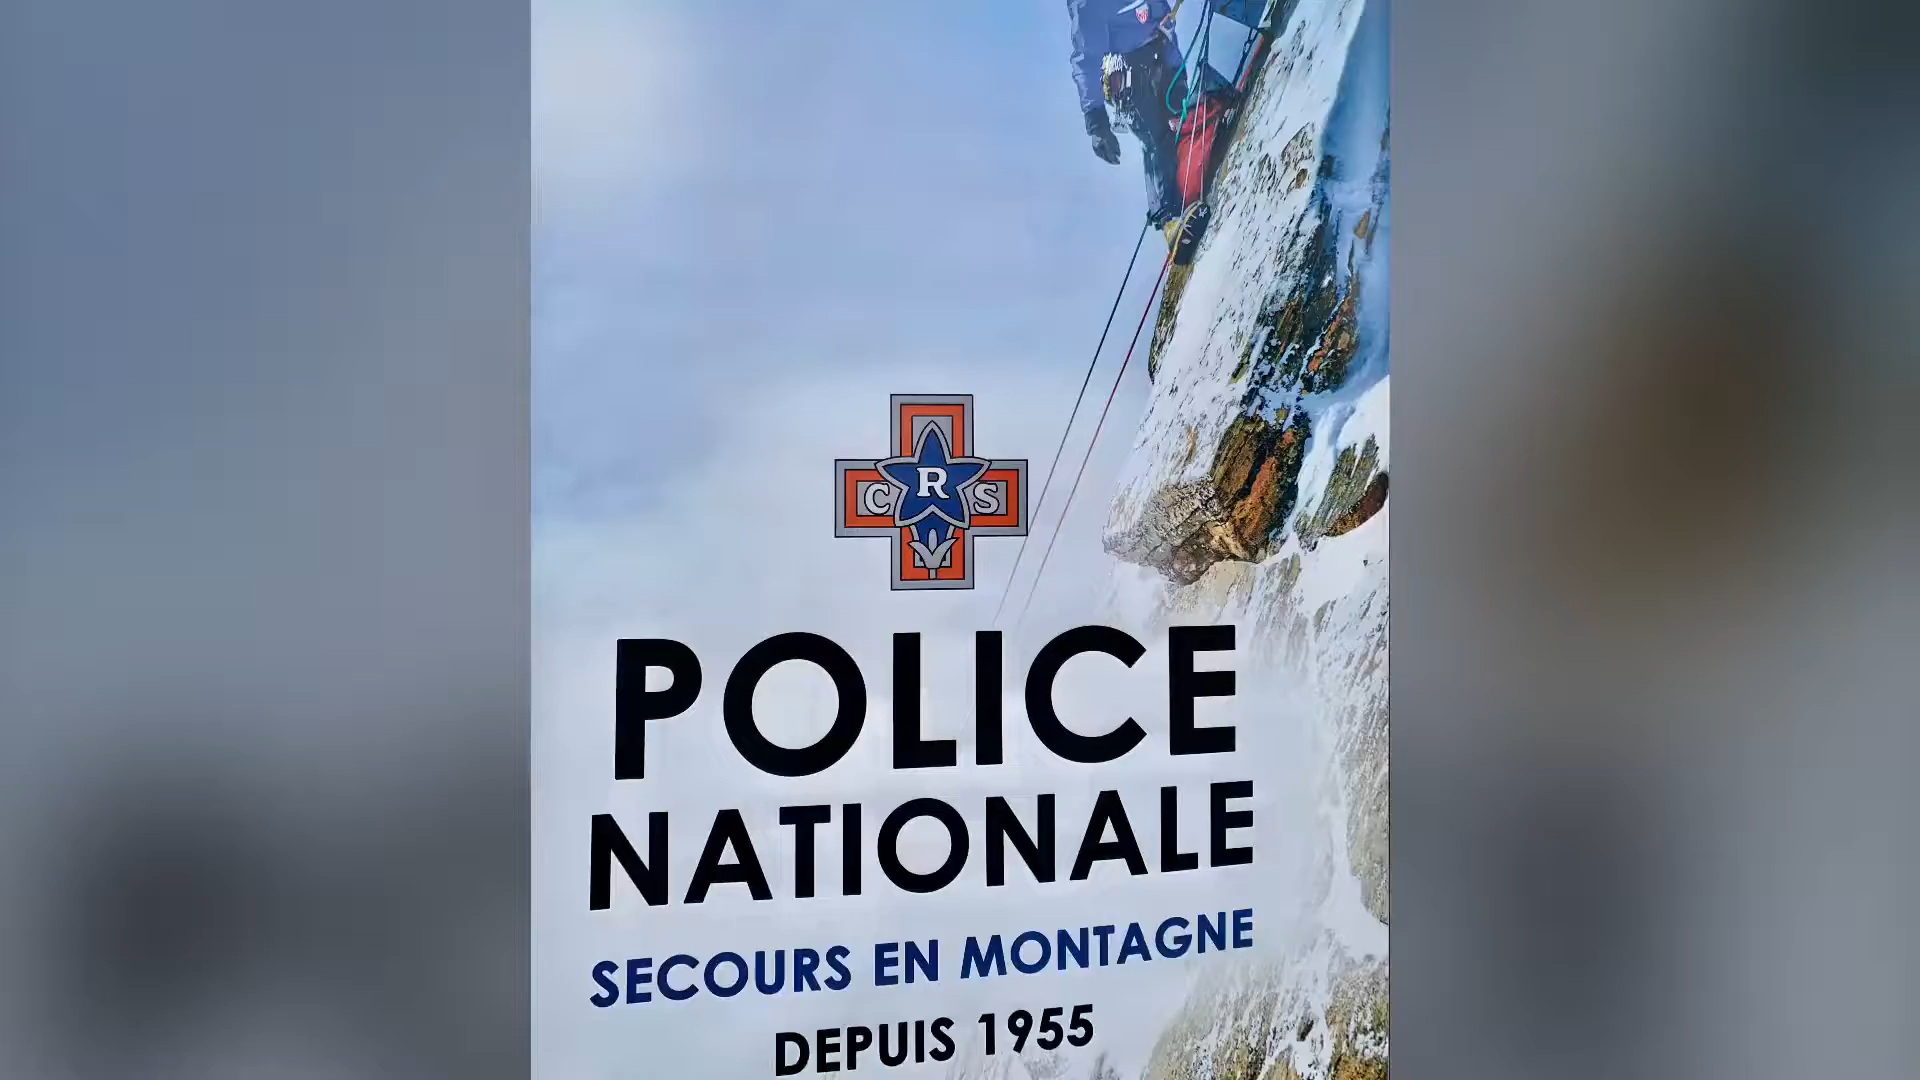 C R S
POLICE
NATIONALE
SECOURS EN MONTAGNE
DEPUIS 1955